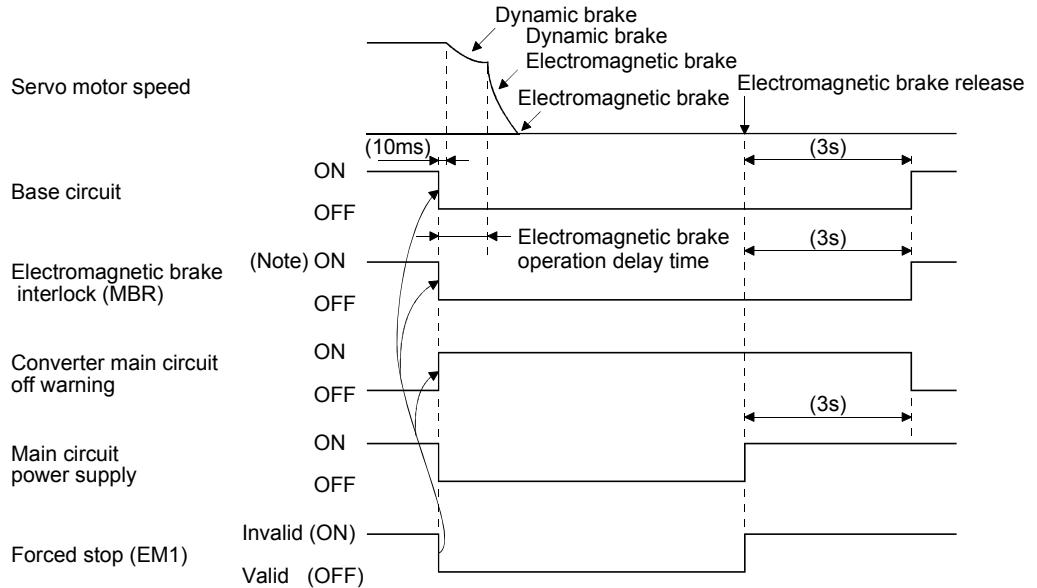 Dynamic brake
Dynamic brake
Electromagnetic brake
Servo motor speed
Electromagnetic brake release
Electromagnetic brake
(10ms)
(3s)
ON
Base circuit
OFF
Electromagnetic brake
operation delay time
(3s)
(Note) ON
Electromagnetic brake
interlock (MBR)
OFF
ON
Converter main circuit
off warning
OFF
(3s)
ON
Main circuit
power supply
OFF
Invalid (ON)
Forced stop (EM1)
Valid (OFF)